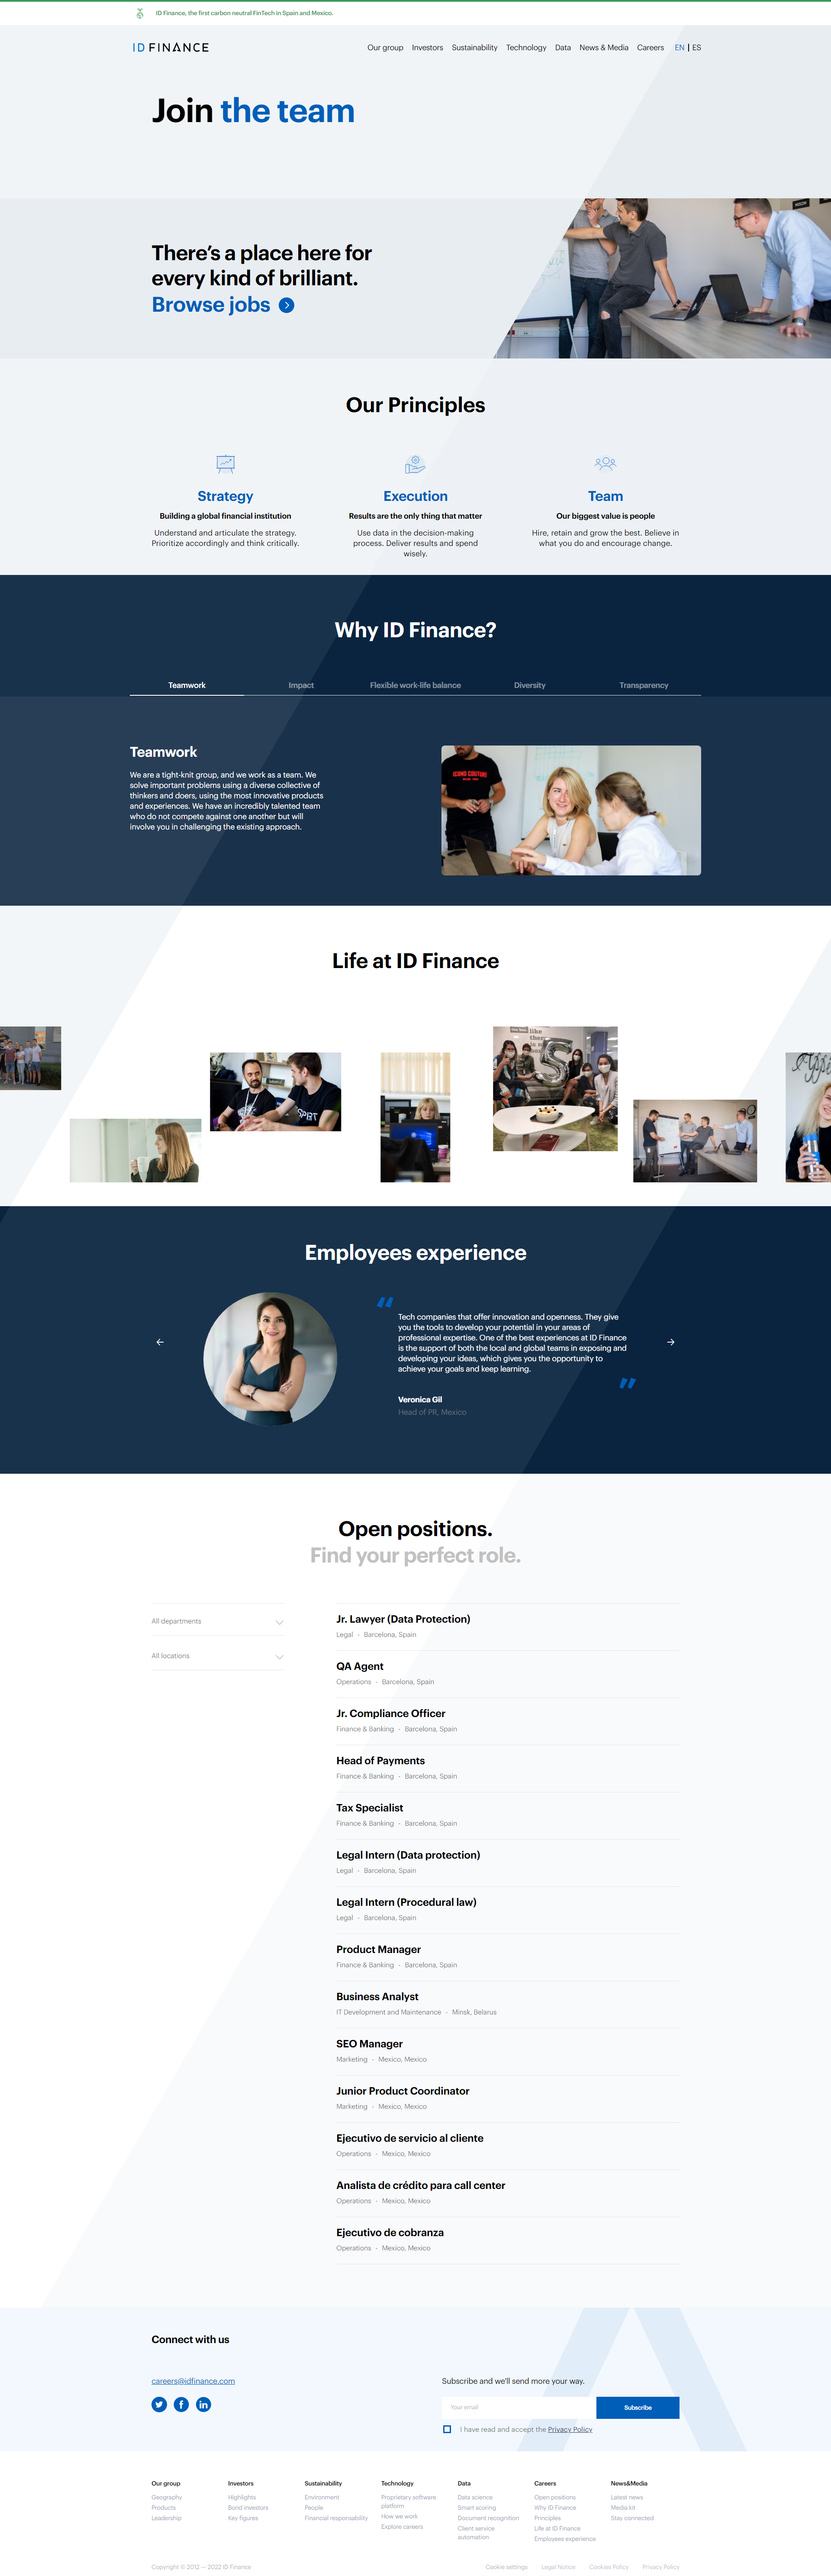 ID Finance, the first carbon neutral FinTech in Spain and Mexico.
ID FINANCE
Our group Investors Sustainability Technology Data News & Media Careers EN | ES
Join the team
There's a place here for
every kind of brilliant.
Browse jobs
Our Principles
Strategy
Building a global financial institution
Understand and articulate the strategy.
Prioritize accordingly and think critically.
Execution
Results are the only thing that matter
Use data in the decision-making
process. Deliver results and spend
wisely.
Team
Our biggest value is people
Hire, retain and grow the best. Believe in
what you do and encourage change.
Why ID Finance?
Teamwork Impact Flexible work-life balance Diversity Transparency
Teamwork
We are a tight-knit group, and we work as a team. We
solve important problems using a diverse collective of
thinkers and doers, using the most innovative products
and experiences. We have an incredibly talented team
who do not compete against one another but will
involve you in challenging the existing approach.
ICONS COUTURE
Life at ID Finance
like
Employees experience
“
Tech companies that offer innovation and openness. They give
you the tools to develop your potential in your areas of
professional expertise. One of the best experiences at ID Finance
is the support of both the local and global teams in exposing and
developing your ideas, which gives you the opportunity to
achieve your goals and keep learning.
”
Veronica Gil
Head of PR, Mexico
Open positions.
Find your perfect role.
All departments
All locations
Jr. Lawyer (Data Protection)
Legal - Barcelona, Spain
QA Agent
Operations - Barcelona, Spain
Jr. Compliance Officer
Finance & Banking - Barcelona, Spain
Head of Payments
Finance & Banking - Barcelona, Spain
Tax Specialist
Finance & Banking - Barcelona, Spain
Legal Intern (Data protection)
Legal - Barcelona, Spain
Legal Intern (Procedural law)
Legal - Barcelona, Spain
Product Manager
Finance & Banking - Barcelona, Spain
Business Analyst
IT Development and Maintenance - Minsk, Belarus
SEO Manager
Marketing - Mexico, Mexico
Junior Product Coordinator
Marketing - Mexico, Mexico
Ejecutivo de servicio al cliente
Operations - Mexico, Mexico
Analista de crédito para call center
Operations - Mexico, Mexico
Ejecutivo de cobranza
Operations - Mexico, Mexico
Connect with us
careers@idfinance.com
Subscribe and we'll send more your way.
Your email
Subscribe
I have read and accept the Privacy Policy
Our group
Geography
Products
Leadership
Investors
Highlights
Bond investors
Key figures
Sustainability
Environment
People
Financial responsability
Technology
Proprietary software
platform
How we work
Explore careers
Data
Data science
Smart scoring
Document recognition
Client service
automation
Careers
Open positions
Why ID Finance
Principles
Life at ID Finance
Employees experience
News&Media
Latest news
Media kit
Stay connected
Copyright © 2012 — 2022 ID Finance
Cookie settings Legal Notice Cookies Policy Privacy Policy